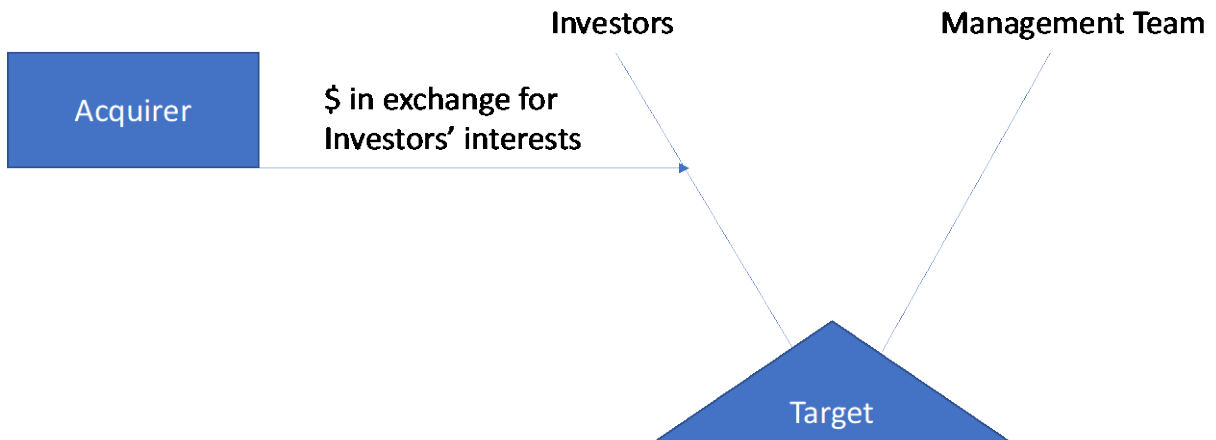 Investors
Management Team
Acquirer
$ in exchange for
Investors’ interests
Target